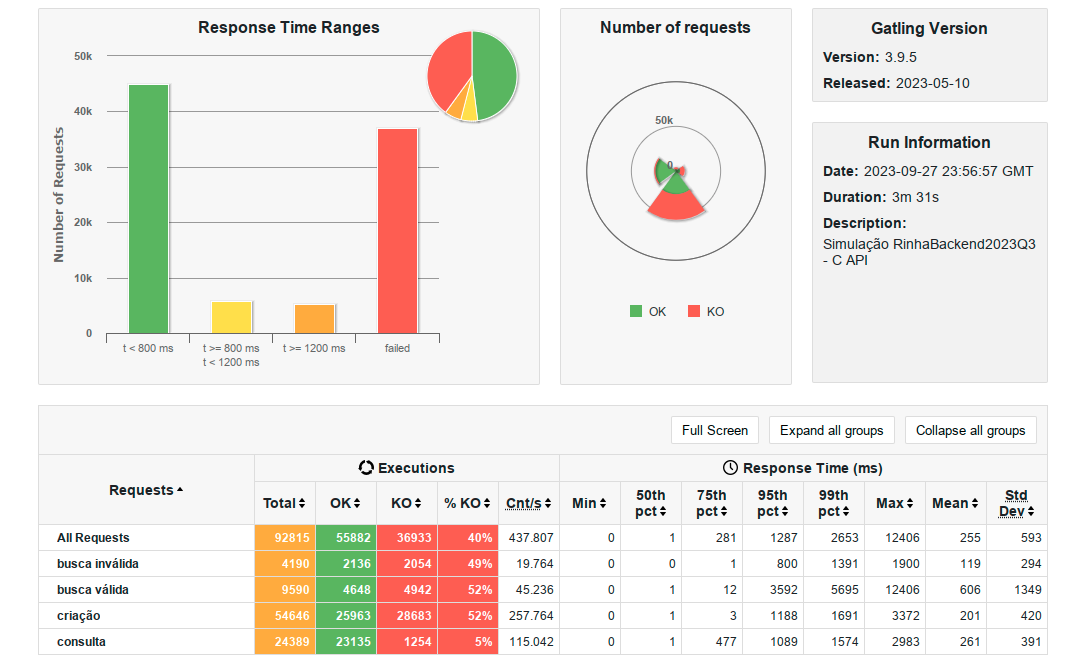 Response Time Ranges
50k
40k
30k
20k
10k
0
Number of Requests
t < 800 ms
t >= 800 ms
t < 1200 ms
t >= 1200 ms
failed
Number of requests
50k
0
OK KO
Gatling Version
Version: 3.9.5
Released: 2023-05-10
Run Information
Date: 2023-09-27 23:56:57 GMT
Duration: 3m 31s
Description:
Simulação RinhaBackend2023Q3
- C API
Full Screen Expand all groups Collapse all groups
Requests
Executions
Response Time (ms)
Total OK KO % KO Cnt/s Min 50th pct 75th pct 95th pct 99th pct Max Mean Std Dev
All Requests 92815 55882 36933 40% 437.807 0 1 281 1287 2653 12406 255 593
busca inválida 4190 2136 2054 49% 19.764 0 0 1 800 1391 1900 119 294
busca válida 9590 4648 4942 52% 45.236 0 1 12 3592 5695 12406 606 1349
criação 54646 25963 28683 52% 257.764 0 1 3 1188 1691 3372 201 420
consulta 24389 23135 1254 5% 115.042 0 1 477 1089 1574 2983 261 391